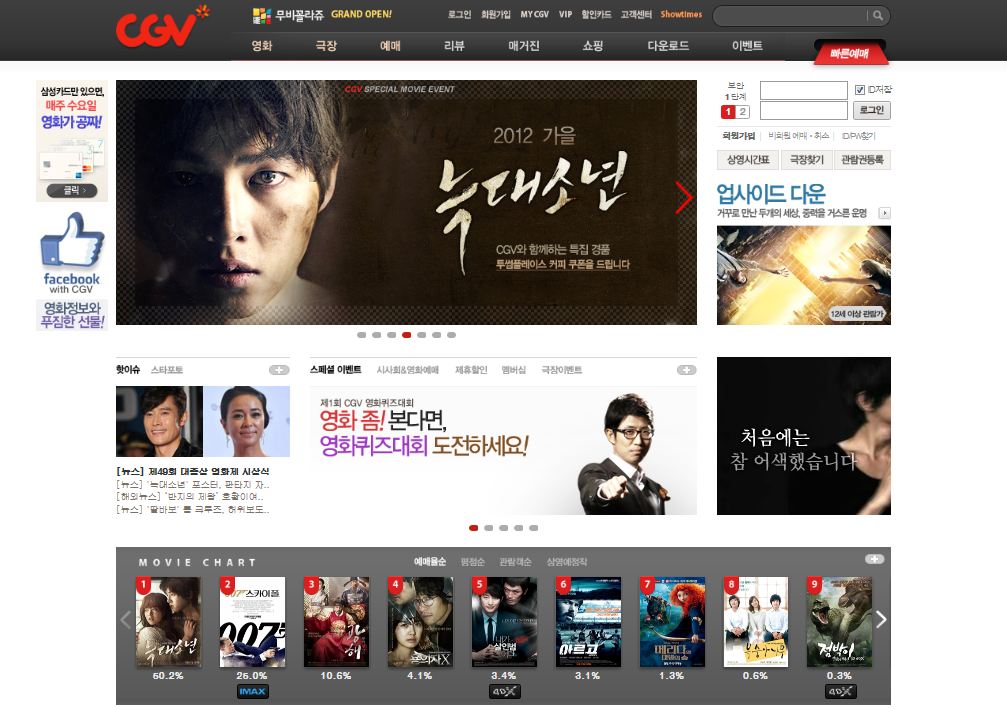 CGV
무비꼴라쥬 GRAND OPEN!
로그인 회원가입 MY CGV VIP 할인카드 고객센터 Showtimes
영화 극장 예매 리뷰 매거진 쇼핑 다운로드 이벤트
빠른예매
삼성카드만 있으면,
매주 수요일
영화가 공짜!
클릭 >
facebook
with CGV
영화정보와
푸짐한 선물!
CGV SPECIAL MOVIE EVENT
2012 가을
늑대소년
CGV와 함께하는 특집 경품
투썸플레이스 커피 쿠폰을 드립니다
보안
1단계
1 2
ID저장
로그인
회원가입 비회원 예매·취소 ID/PW찾기
상영시간표 극장찾기 관람권등록
업사이드 다운
거꾸로 만난 두개의 세상, 중력을 거스른 운명
12세 이상 관람가
핫이슈 스타포토
[뉴스] 제49회 대종상 영화제 시상식
[뉴스] '늑대소년' 포스터, 판타지 자..
[해외뉴스] '반지의 제왕' 호황이여..
[뉴스] '딸바보' 톰 크루즈, 허위보도..
스페셜 이벤트 시사회&영화예매 제휴할인 멤버십 극장이벤트
제1회 CGV 영화퀴즈대회
영화 좀! 본다면,
영화퀴즈대회 도전하세요!
처음에는
참 어색했습니다
MOVIE CHART
예매율순 평점순 관람객순 상영예정작
1 2 3 4 5 6 7 8 9
늑대소년
007 스카이폴
007
광해
용의자X
내가 살인범이다
아르고
메리다와 마법의 숲
점박이
60.2% 26.0% 10.6% 4.1% 3.4% 3.1% 1.3% 0.6% 0.3%
IMAX 4DX 4DX